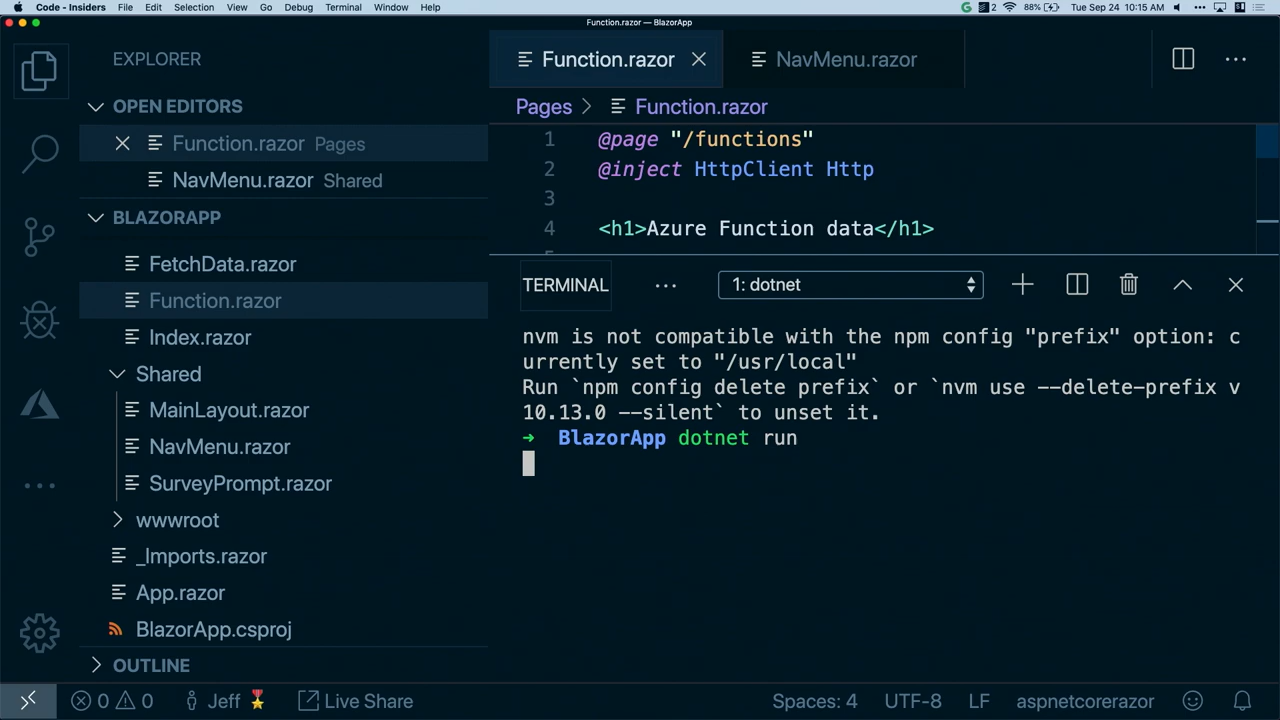 Code - Insiders File Edit Selection View Go Debug Terminal Window Help 2 88% Tue Sep 24 10:15 AM
Function.razor — BlazorApp
EXPLORER
OPEN EDITORS
Function.razor Pages
NavMenu.razor Shared
BLAZORAPP
FetchData.razor
Function.razor
Index.razor
Shared
MainLayout.razor
NavMenu.razor
SurveyPrompt.razor
wwwroot
_Imports.razor
App.razor
BlazorApp.csproj
OUTLINE
Function.razor NavMenu.razor
Pages > Function.razor
1 @page "/functions"
2 @inject HttpClient Http
3
4 <h1>Azure Function data</h1>
TERMINAL ... 1: dotnet
nvm is not compatible with the npm config "prefix" option: c
urrently set to "/usr/local"
Run `npm config delete prefix` or `nvm use --delete-prefix v
10.13.0 --silent` to unset it.
→ BlazorApp dotnet run
0 0 Jeff Live Share Spaces: 4 UTF-8 LF aspnetcorerazor